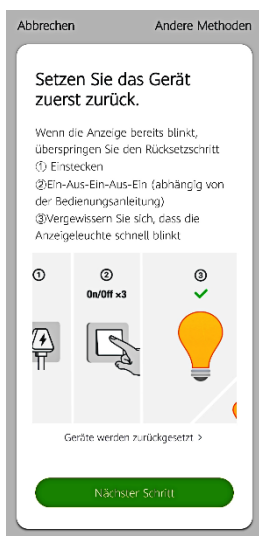 Abbrechen Andere Methoden
Setzen Sie das Gerät
zuerst zurück.
Wenn die Anzeige bereits blinkt,
überspringen Sie den Rücksetzschritt
① Einstecken
②Ein-Aus-Ein-Aus-Ein (abhängig von
der Bedienungsanleitung)
③Vergewissern Sie sich, dass die
Anzeigeleuchte schnell blinkt
① ② ③
On/Off ×3
Geräte werden zurückgesetzt >
Nächster Schritt